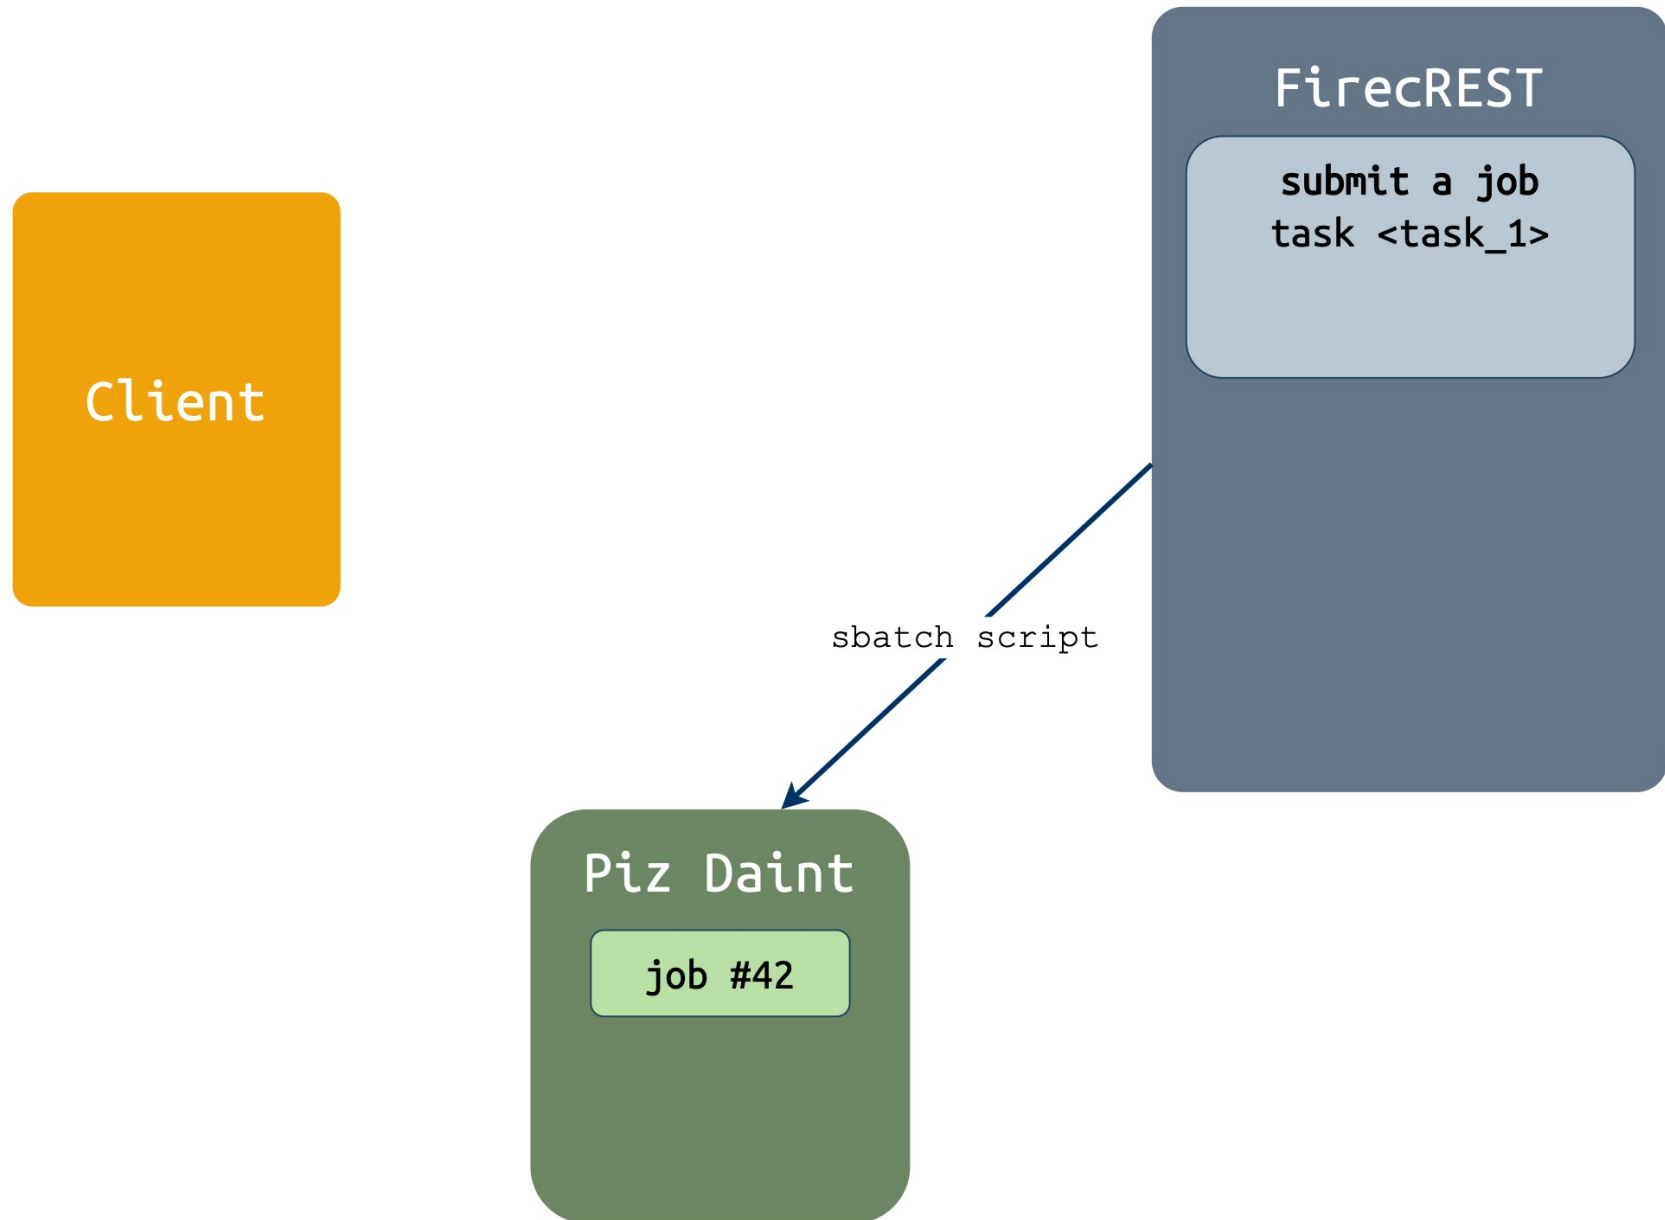 FirecREST
submit a job
task <task_1>
Client
sbatch script
Piz Daint
job #42